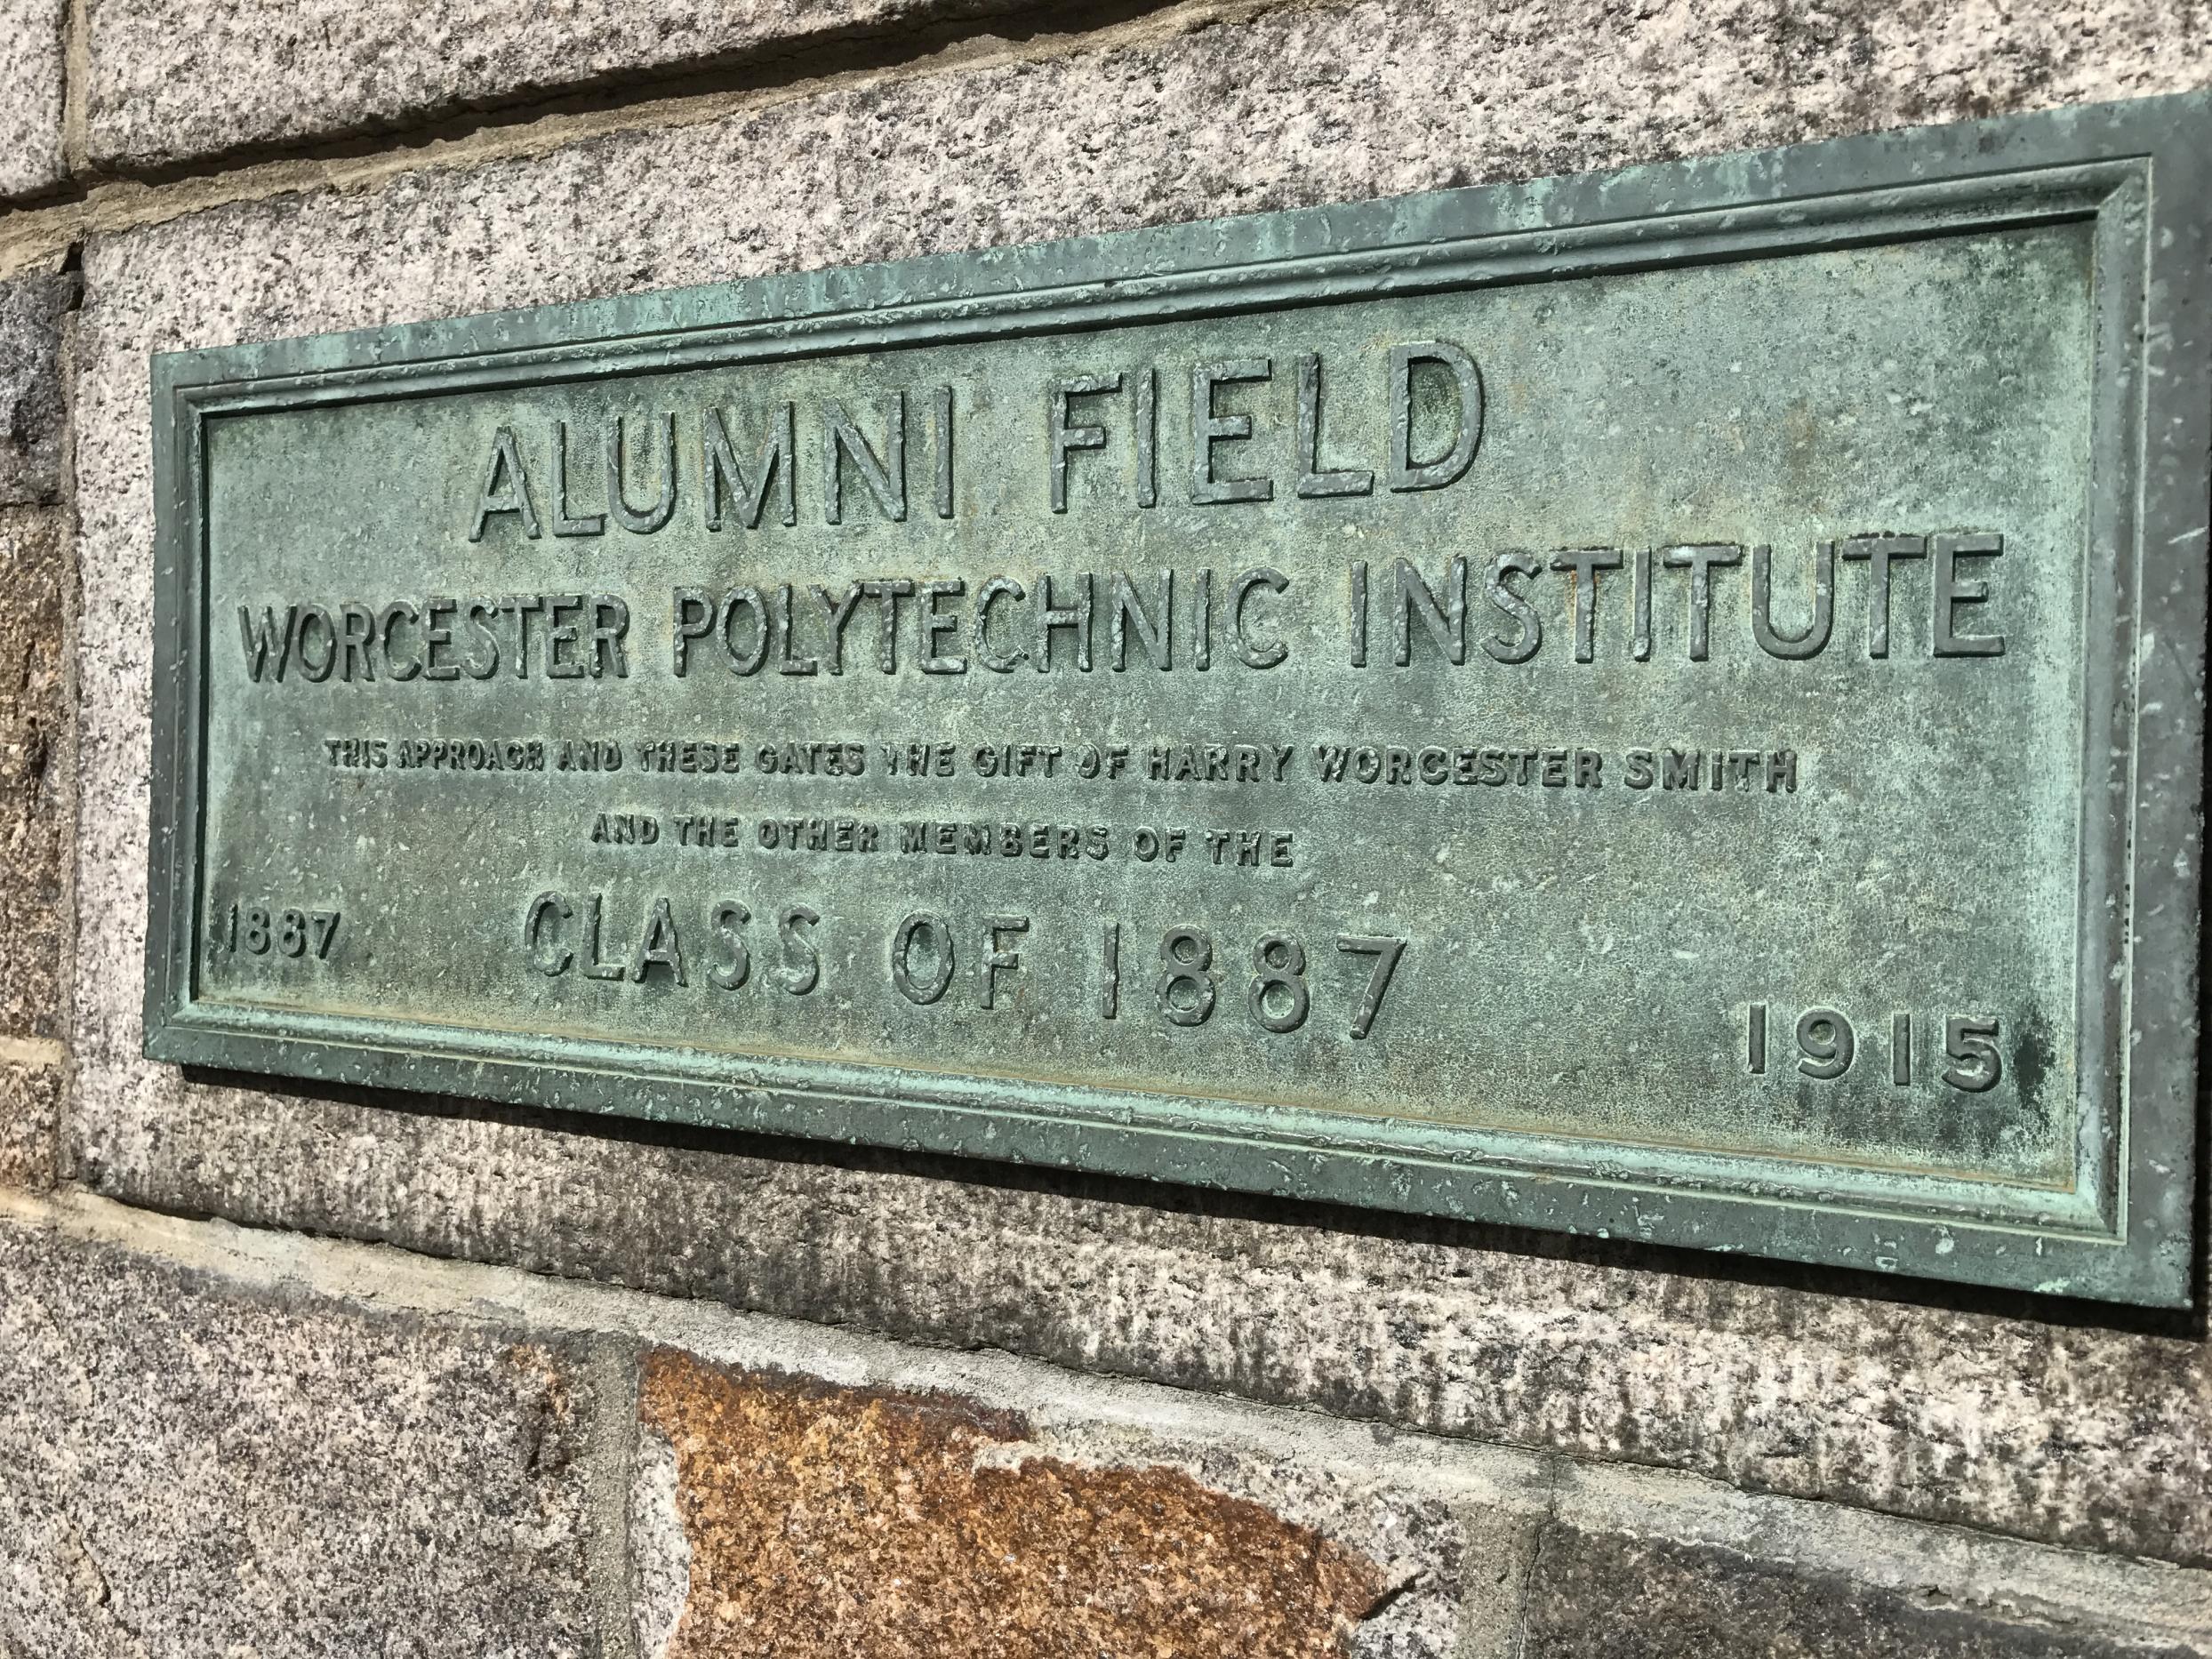 ALUMNI FIELD
WORCESTER POLYTECHNIC INSTITUTE
THIS APPROACH AND THESE GATES THE GIFT OF HARRY WORCESTER SMITH
AND THE OTHER MEMBERS OF THE
1887 CLASS OF 1887 1915